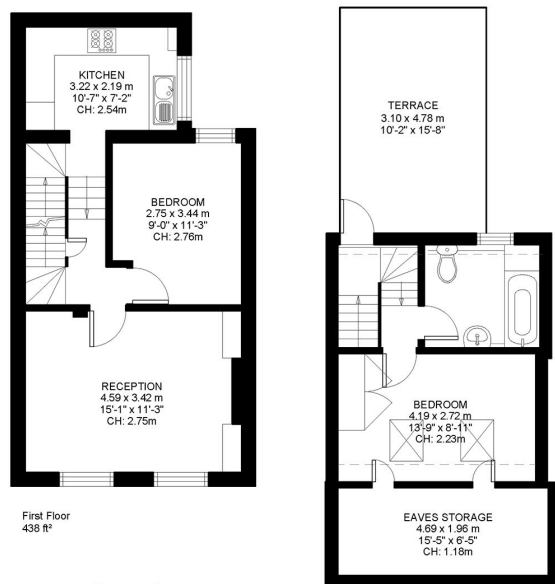 KITCHEN
3.22 x 2.19 m
10'-7" x 7'-2"
CH: 2.54m
BEDROOM
2.75 x 3.44 m
9'-0" x 11'-3"
CH: 2.76m
RECEPTION
4.59 x 3.42 m
15'-1" x 11'-3"
CH: 2.75m
First Floor
438 ft²
TERRACE
3.10 x 4.78 m
10'-2" x 15'-8"
BEDROOM
4.19 x 2.72 m
13'-9" x 8'-11"
CH: 2.23m
EAVES STORAGE
4.69 x 1.96 m
15'-5" x 6'-5"
CH: 1.18m